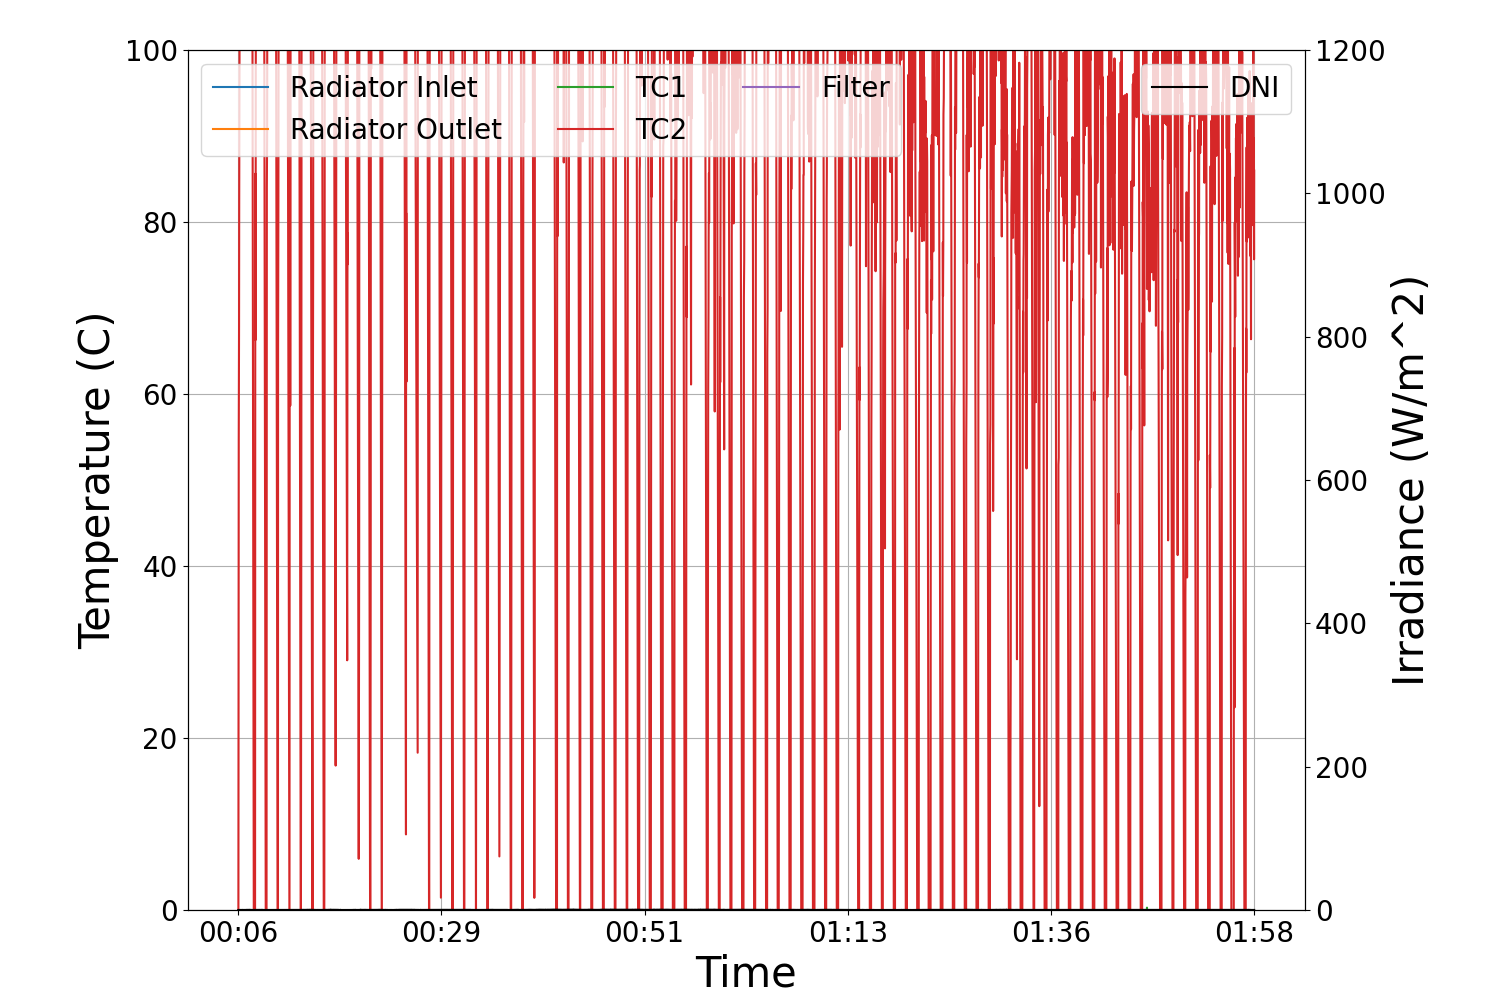 100
80
60
40
20
0
Temperature (C)
Radiator Inlet
Radiator Outlet
TC1
TC2
Filter
DNI
1200
1000
800
600
400
200
0
Irradiance (W/m^2)
00:06 00:29 00:51 01:13 01:36 01:58
Time